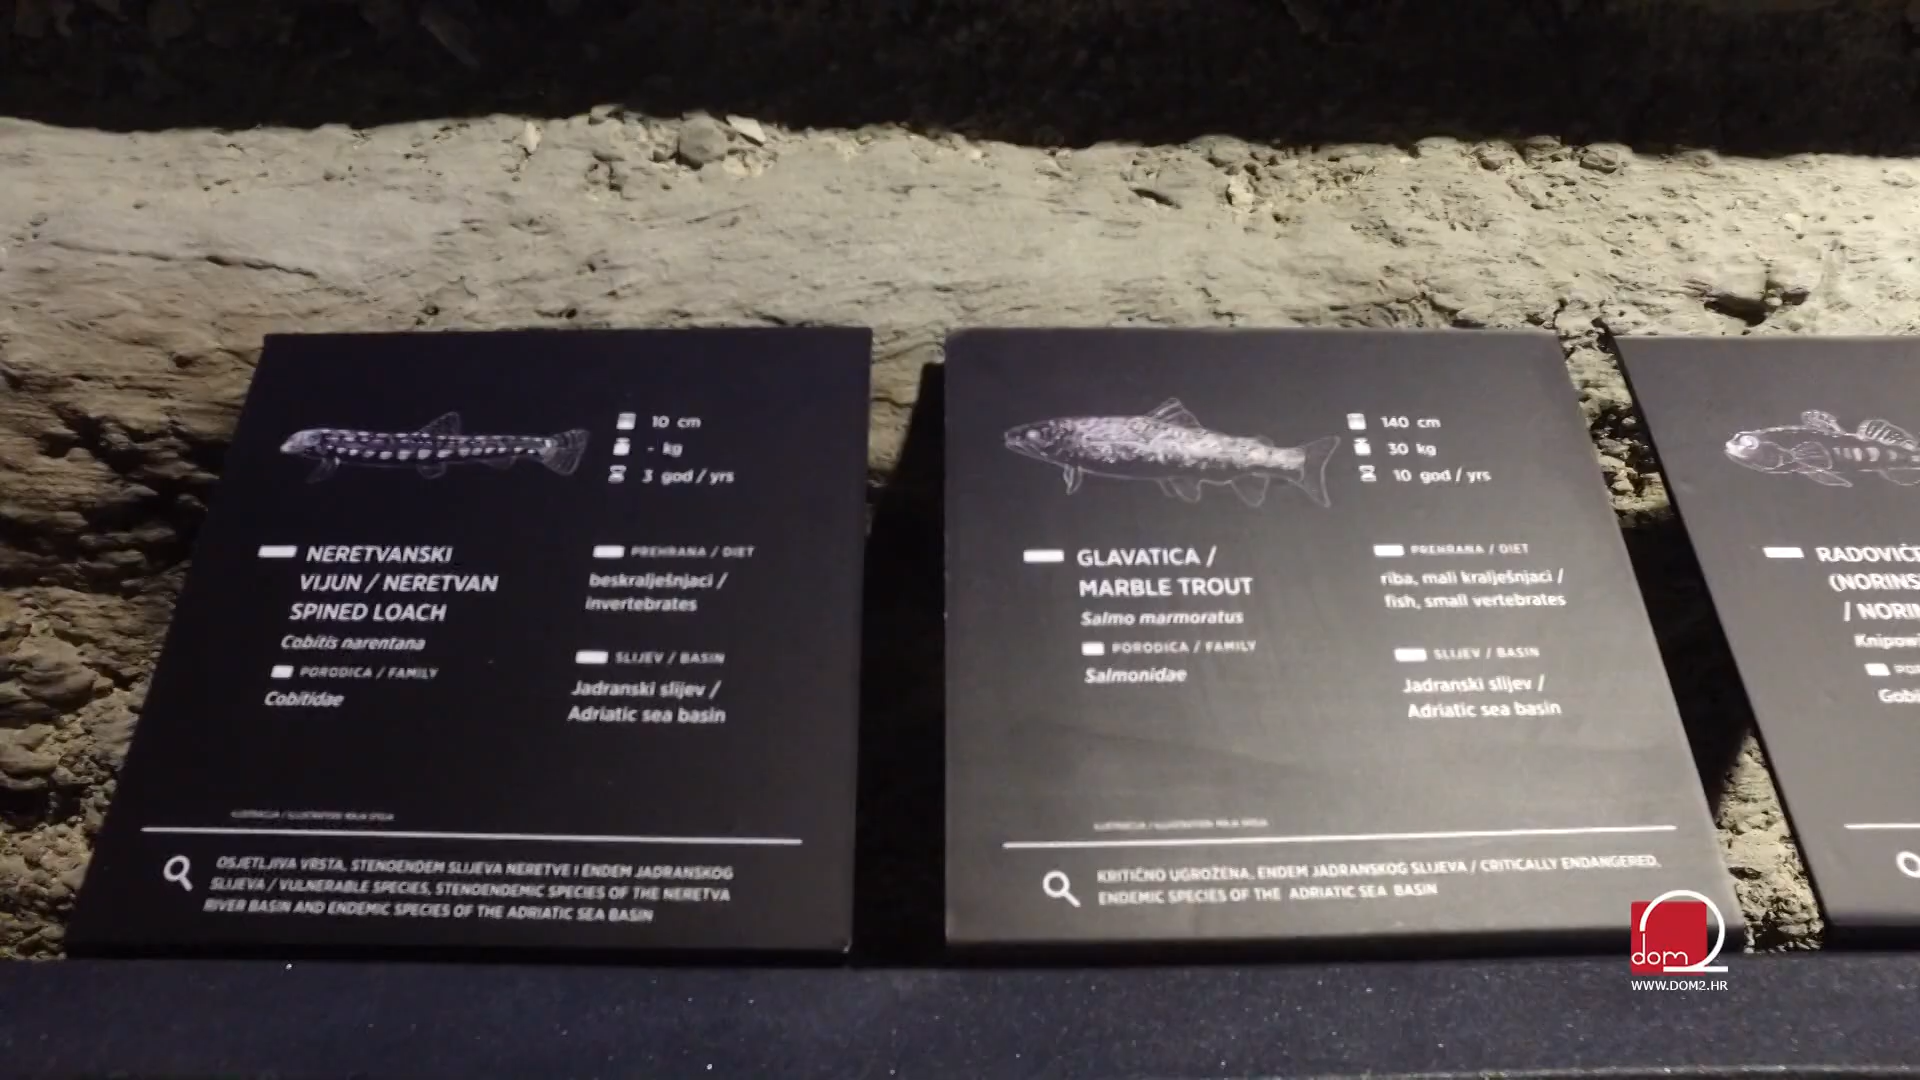 10 cm
- kg
3 god / yrs
NERETVANSKI
VIJUN / NERETVAN
SPINED LOACH
Cobitis narentana
PORODICA / FAMILY
Cobitidae
PREHRANA / DIET
beskralješnjaci /
invertebrates
SLIJEV / BASIN
Jadranski slijev /
Adriatic sea basin
OSJETLJIVA VRSTA, STENOENDEM SLIJEVA NERETVE I ENDEM JADRANSKOG
SLIJEVA / VULNERABLE SPECIES, STENOENDEMIC SPECIES OF THE NERETVA
RIVER BASIN AND ENDEMIC SPECIES OF THE ADRIATIC SEA BASIN
140 cm
30 kg
10 god / yrs
GLAVATICA /
MARBLE TROUT
Salmo marmoratus
PORODICA / FAMILY
Salmonidae
PREHRANA / DIET
riba, mali kralješnjaci /
fish, small vertebrates
SLIJEV / BASIN
Jadranski slijev /
Adriatic sea basin
KRITIČNO UGROŽENA, ENDEM JADRANSKOG SLIJEVA / CRITICALLY ENDANGERED,
ENDEMIC SPECIES OF THE ADRIATIC SEA BASIN
dom2
WWW.DOM2.HR